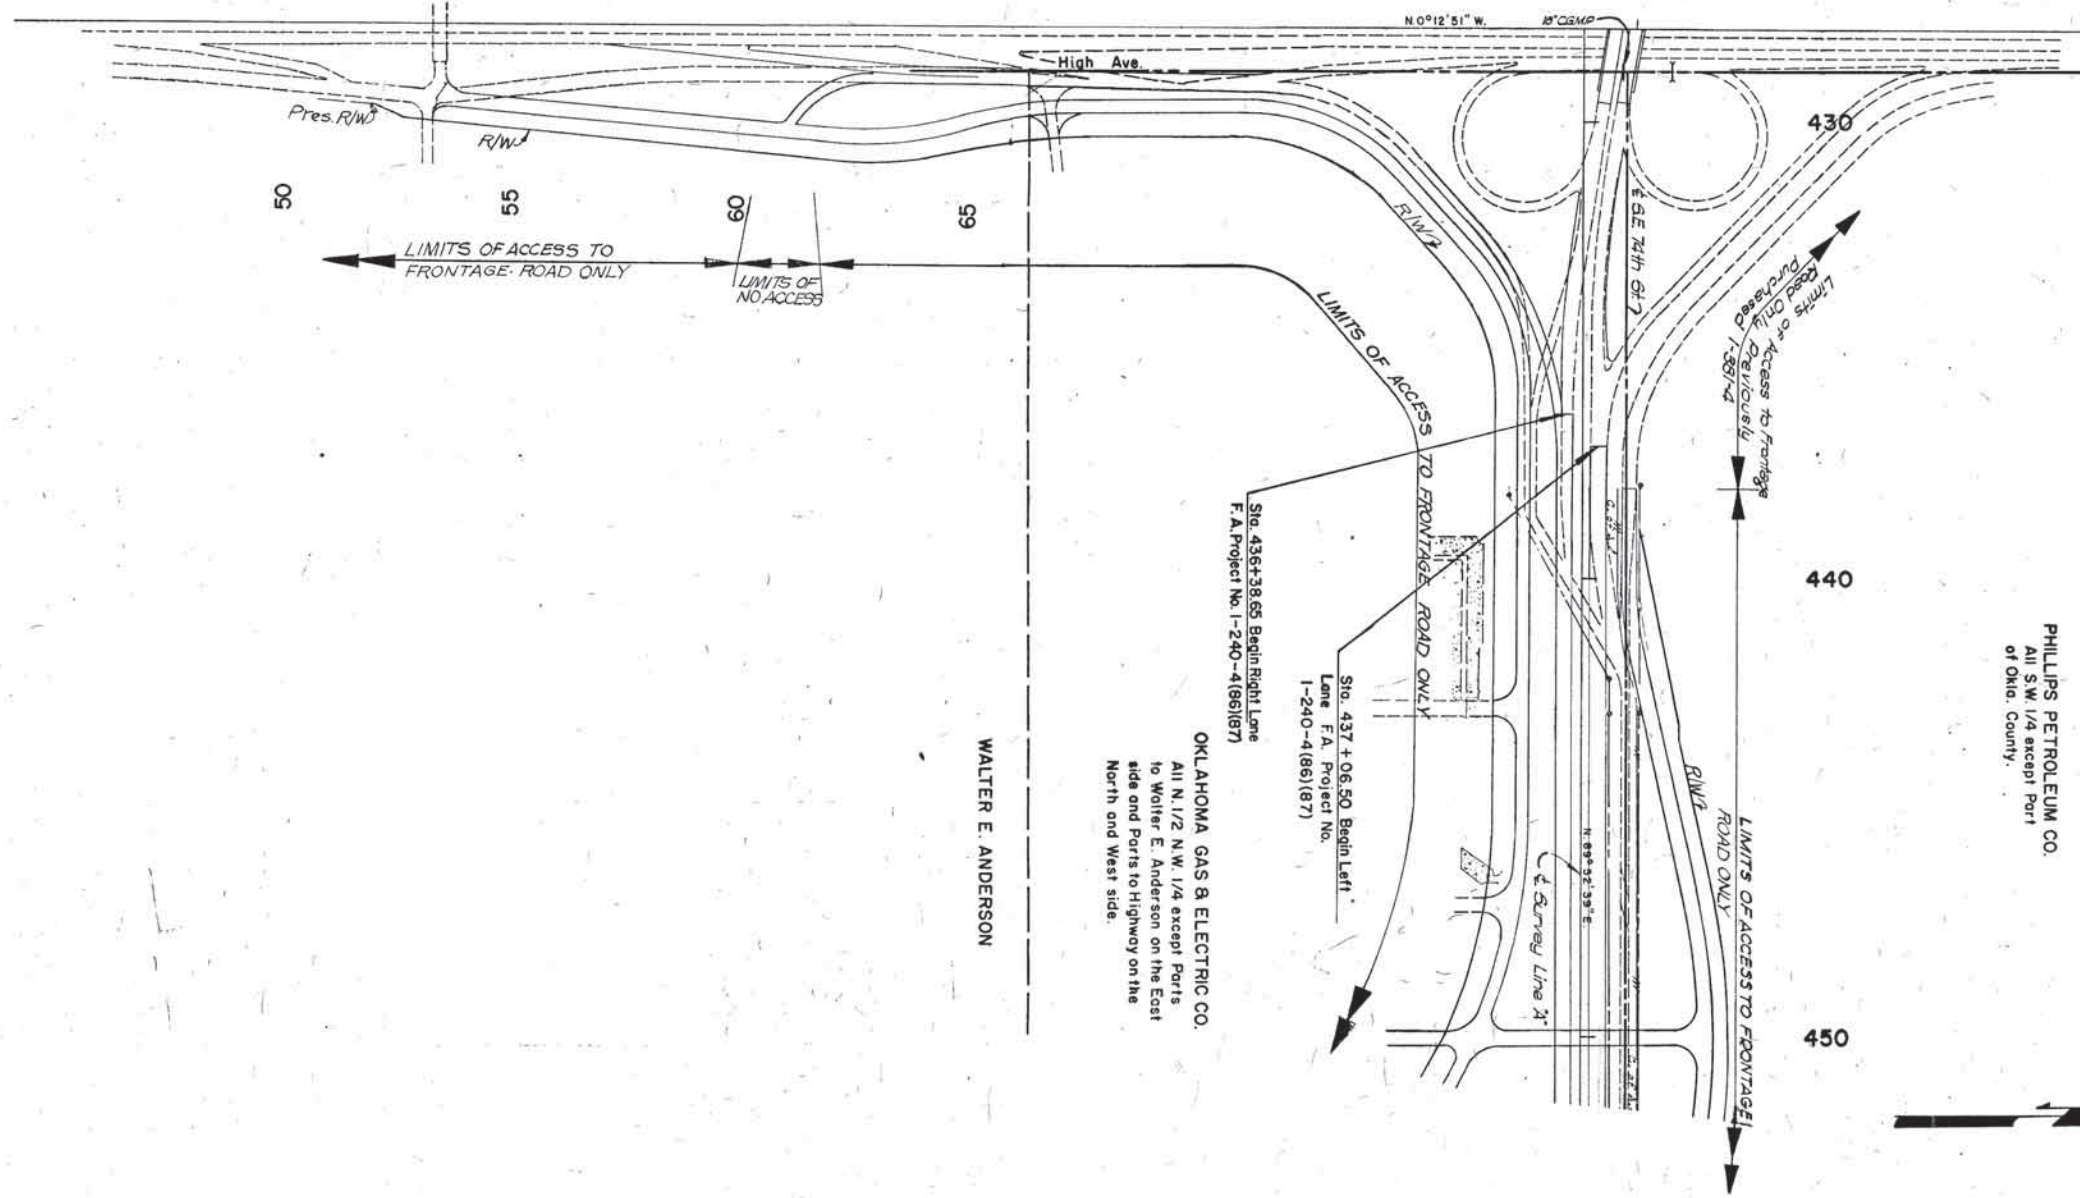 N.0°12'51" W.
18"CGMP
High Ave.
Pres. R/W
R/W
50
55
60
65
LIMITS OF ACCESS TO
FRONTAGE ROAD ONLY
LIMITS OF
NO ACCESS
R/W
LIMITS OF ACCESS TO FRONTAGE ROAD ONLY
℄ S.E. 74th St.
430
440
450
Limits of Access to Frontage
Road Only Previously
Purchased I-381-4
Sta. 436+38.65 Begin Right Lane
F.A. Project No. I-240-4(86)(87)
Sta. 437+06.50 Begin Left
Lane F.A. Project No.
I-240-4(86)(87)
OKLAHOMA GAS & ELECTRIC CO.
All N.1/2 N.W. 1/4 except Parts
to Walter E. Anderson on the East
side and Parts to Highway on the
North and West side.
WALTER E. ANDERSON
N·89°52'39"E.
℄ Survey Line "A"
R/W
LIMITS OF ACCESS TO FRONTAGE
ROAD ONLY
PHILLIPS PETROLEUM CO.
All S.W. 1/4 except Part
of Okla. County.